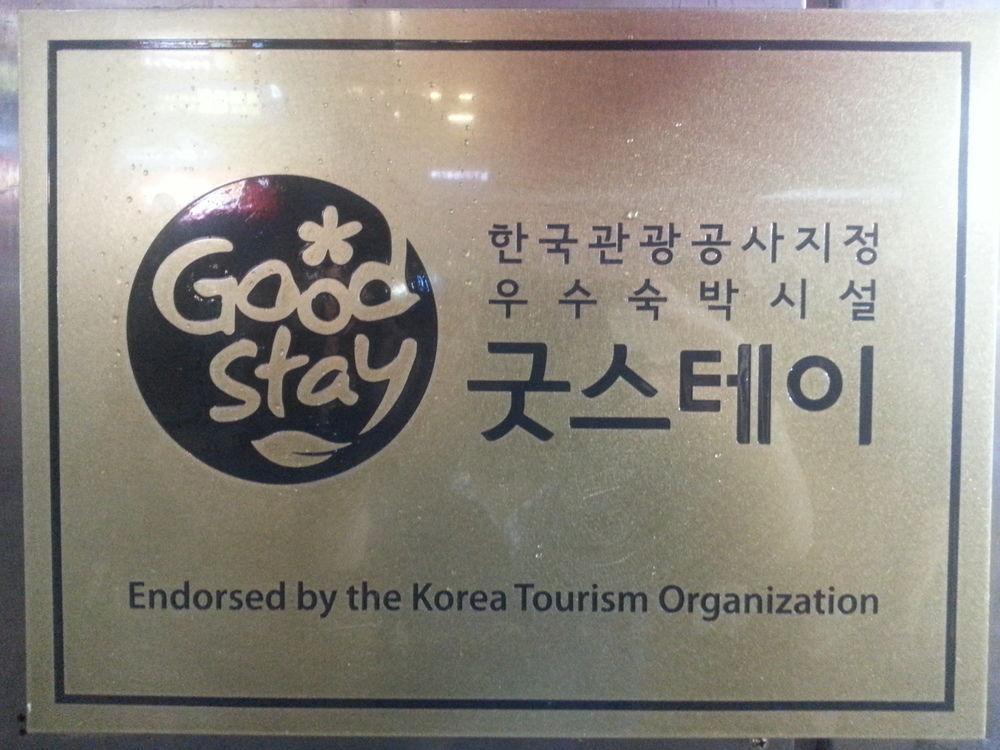 Good
stay
한국관광공사지정
우수숙박시설
굿스테이
Endorsed by the Korea Tourism Organization